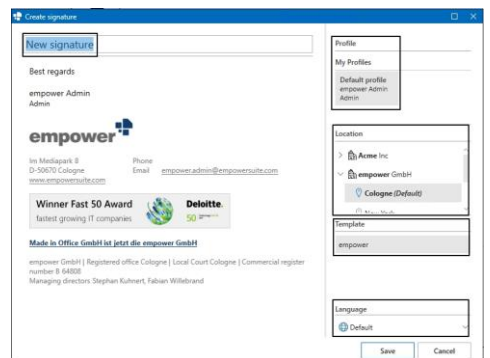 Create signature
New signature
Best regards
empower Admin
Admin
empower
Im Mediapark 8
D-50670 Cologne
www.empowersuite.com
Phone
Email empower.admin@empowersuite.com
Winner Fast 50 Award
fastest growing IT companies
Deloitte.
50
Made in Office GmbH ist jetzt die empower GmbH
empower GmbH | Registered office Cologne | Local Court Cologne | Commercial register
number B 64808
Managing directors Stephan Kuhnert, Fabian Willebrand
Profile
My Profiles
Default profile
empower Admin
Admin
Location
Acme Inc
empower GmbH
Cologne (Default)
New York
Template
empower
Language
Default
Save Cancel